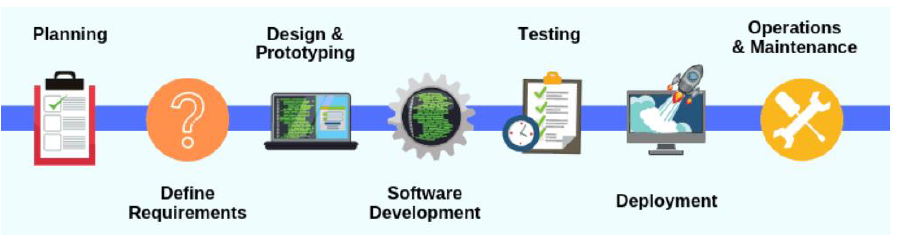 Planning
Define
Requirements
Design &
Prototyping
Software
Development
Testing
Deployment
Operations
& Maintenance